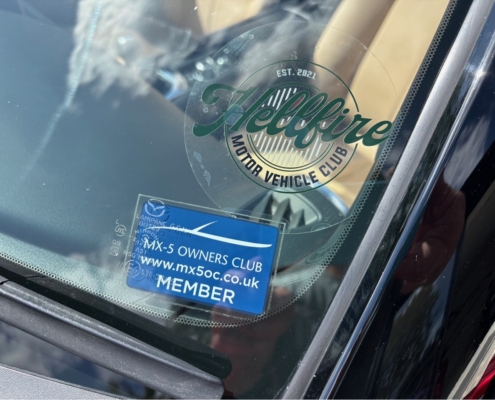 EST. 2021
Hellfire
MOTOR VEHICLE CLUB
MX-5 OWNERS CLUB
www.mx5oc.co.uk
MEMBER